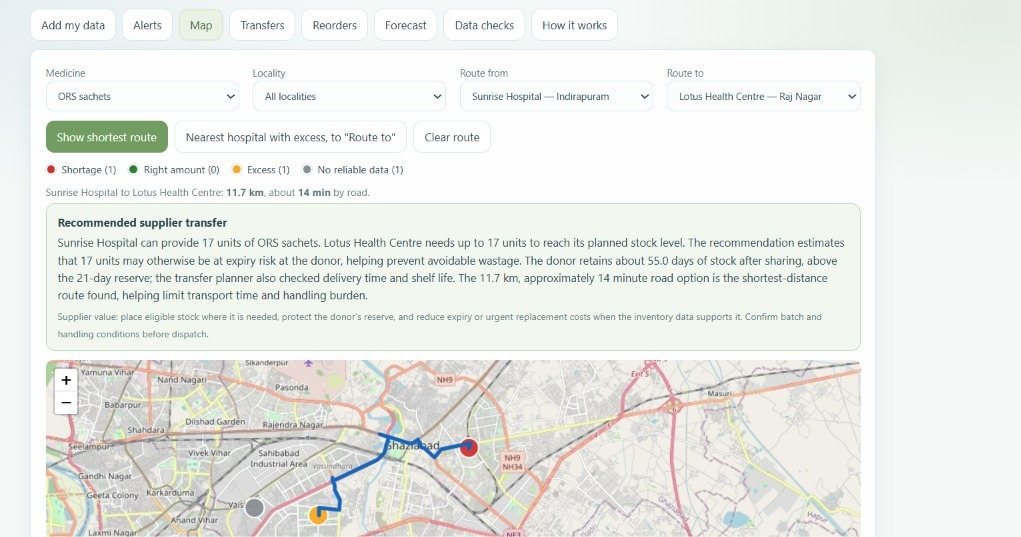 Add my data Alerts Map Transfers Reorders Forecast Data checks How it works
Medicine Locality Route from Route to
ORS sachets All localities Sunrise Hospital — Indirapuram Lotus Health Centre — Raj Nagar
Show shortest route Nearest hospital with excess, to "Route to" Clear route
Shortage (1) Right amount (0) Excess (1) No reliable data (1)
Sunrise Hospital to Lotus Health Centre: 11.7 km, about 14 min by road.
Recommended supplier transfer
Sunrise Hospital can provide 17 units of ORS sachets. Lotus Health Centre needs up to 17 units to reach its planned stock level. The recommendation estimates
that 17 units may otherwise be at expiry risk at the donor, helping prevent avoidable wastage. The donor retains about 55.0 days of stock after sharing, above
the 21-day reserve; the transfer planner also checked delivery time and shelf life. The 11.7 km, approximately 14 minute road option is the shortest-distance
route found, helping limit transport time and handling burden.
Supplier value: place eligible stock where it is needed, protect the donor's reserve, and reduce expiry or urgent replacement costs when the inventory data supports it. Confirm batch and
handling conditions before dispatch.
+
−
Sikanderpur
Yamuna Vihar
Nand Nagari
Pasonda
NH9
Exit 5
Masuri
Babarpur
Dilshad Garden
Rajendra Nagar
Shahdara
Seelampur
Vivek Vihar
Sahibabad
Industrial Area
Vasundhara
Ghaziabad
NH9
NH34
Gandhi Nagar
Geeta Colony
Karkarduma
Vais
Anand Vihar
Laxmi Nagar
Hapur